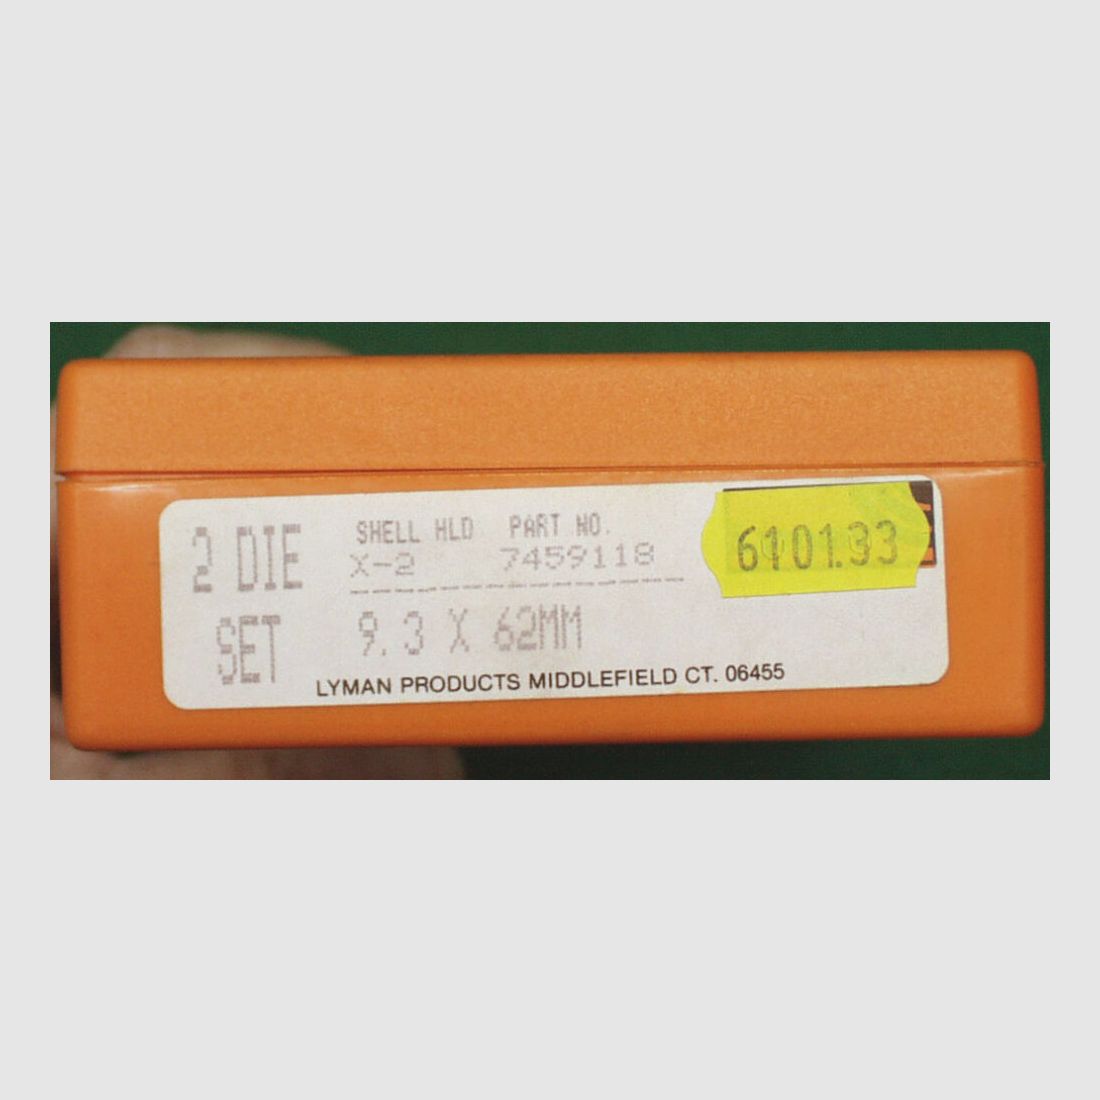 2 DIE
SET
SHELL HLD PART NO.
X-2 7459118
9.3 X 62MM
LYMAN PRODUCTS MIDDLEFIELD CT. 06455
6101.33